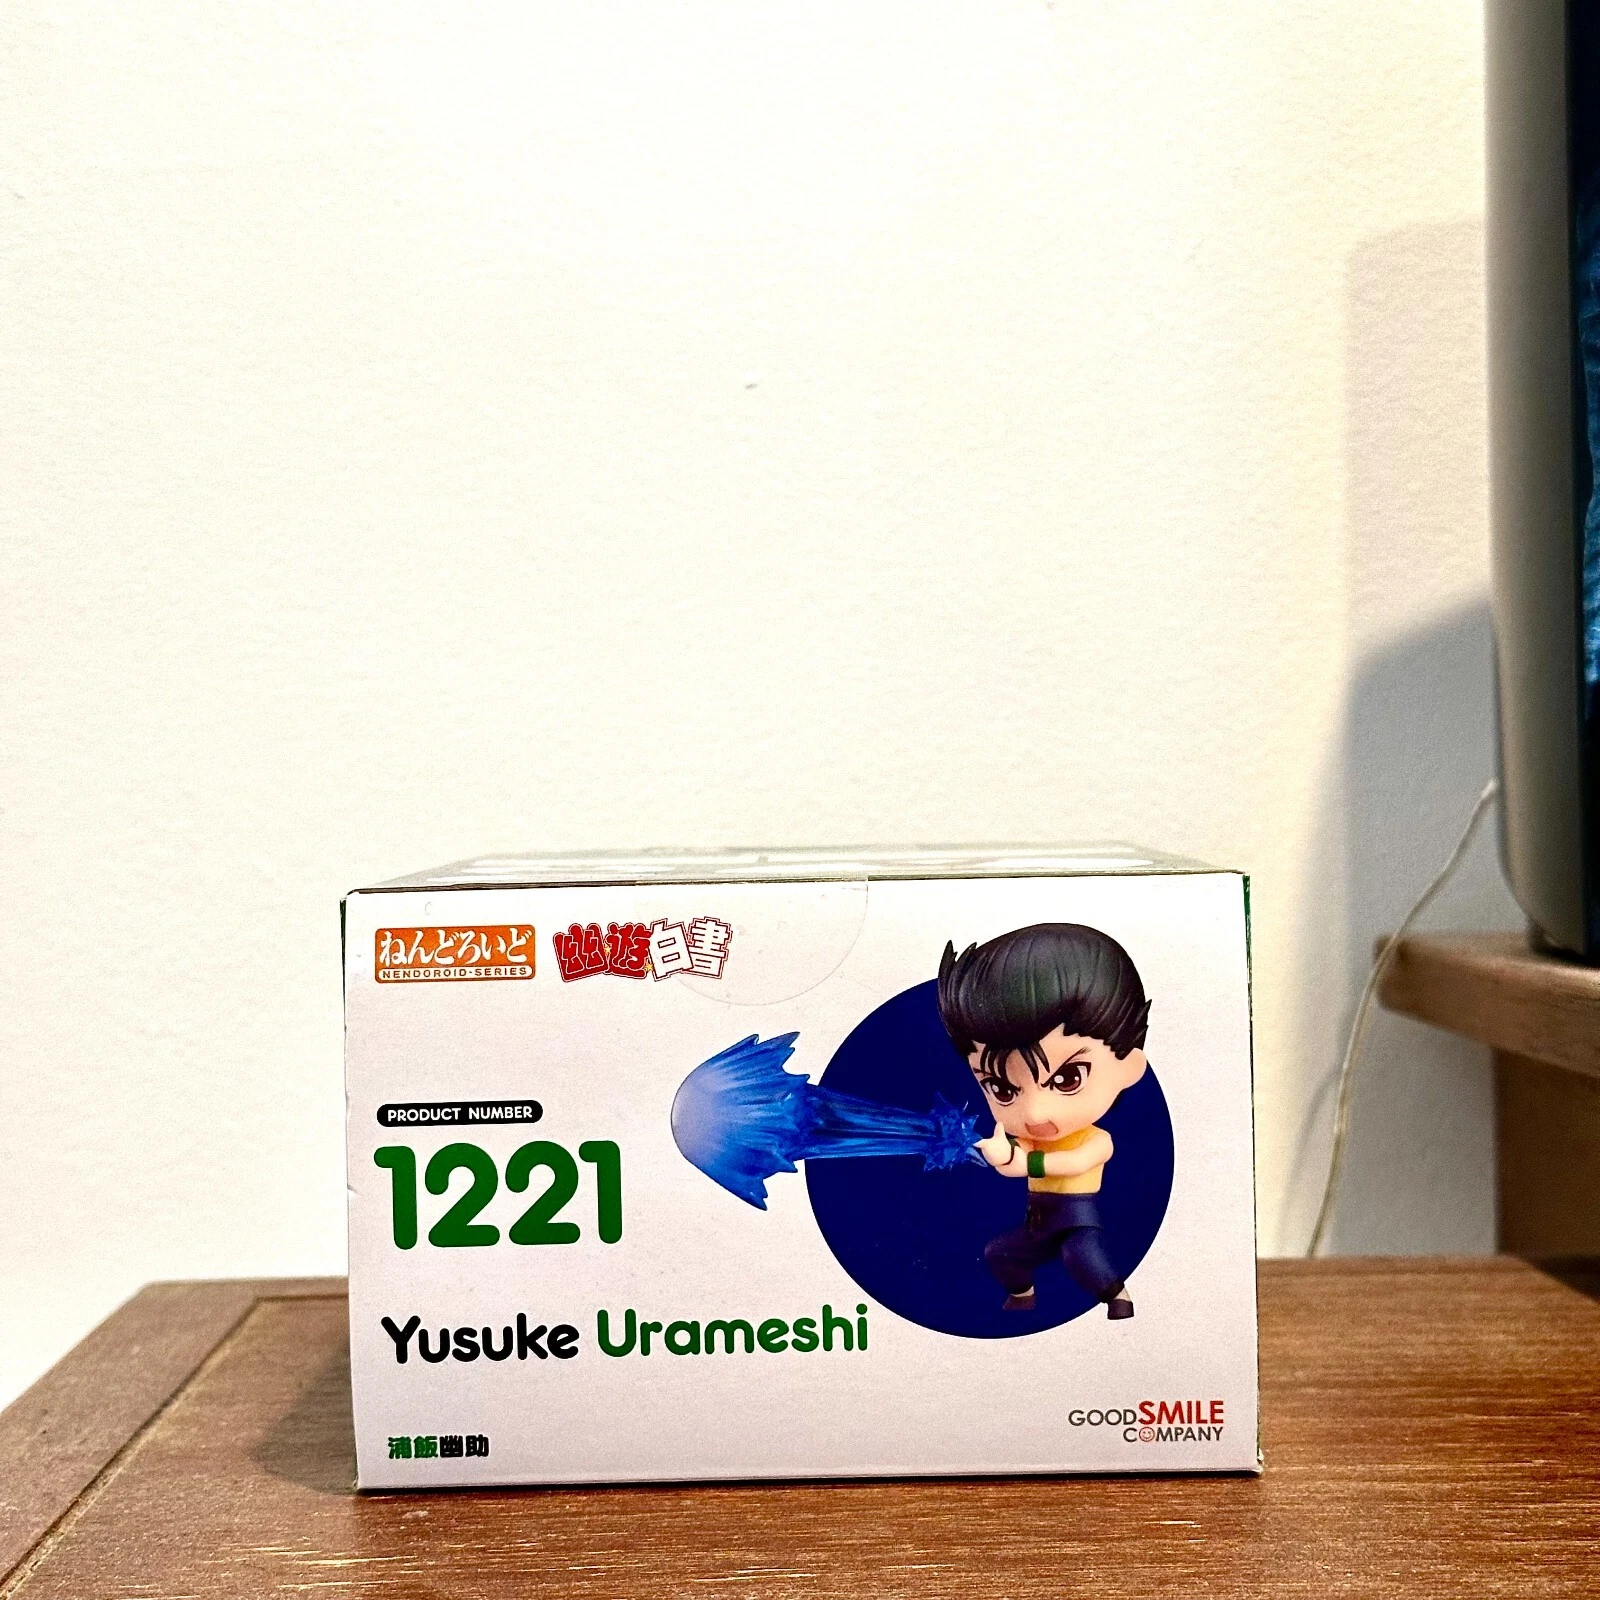 ねんどろいど
NENDOROID-SERIES
幽遊白書
PRODUCT NUMBER
1221
Yusuke Urameshi
浦飯幽助
GOODSMILE
COMPANY